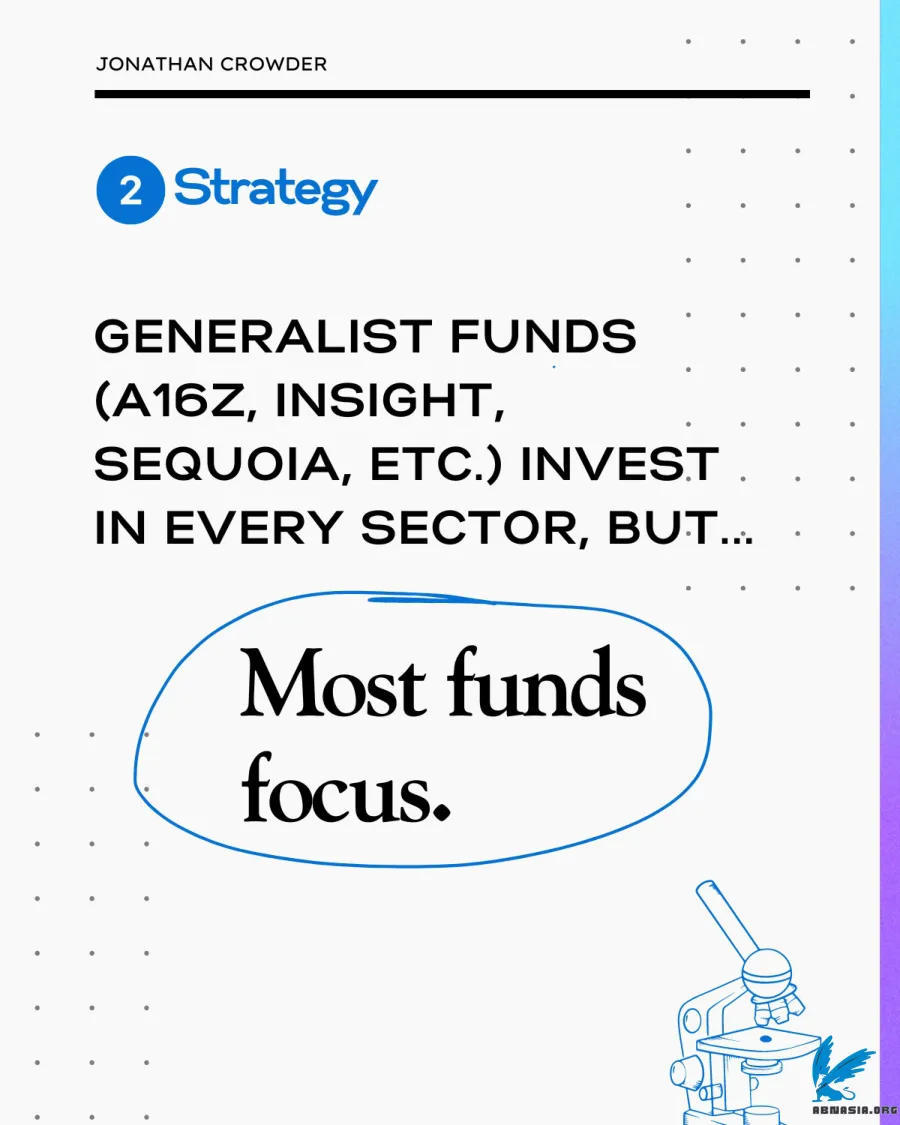 JONATHAN CROWDER
2 Strategy
GENERALIST FUNDS
(A16Z, INSIGHT,
SEQUOIA, ETC.) INVEST
IN EVERY SECTOR, BUT...
Most funds
focus.
ABNASIA.ORG